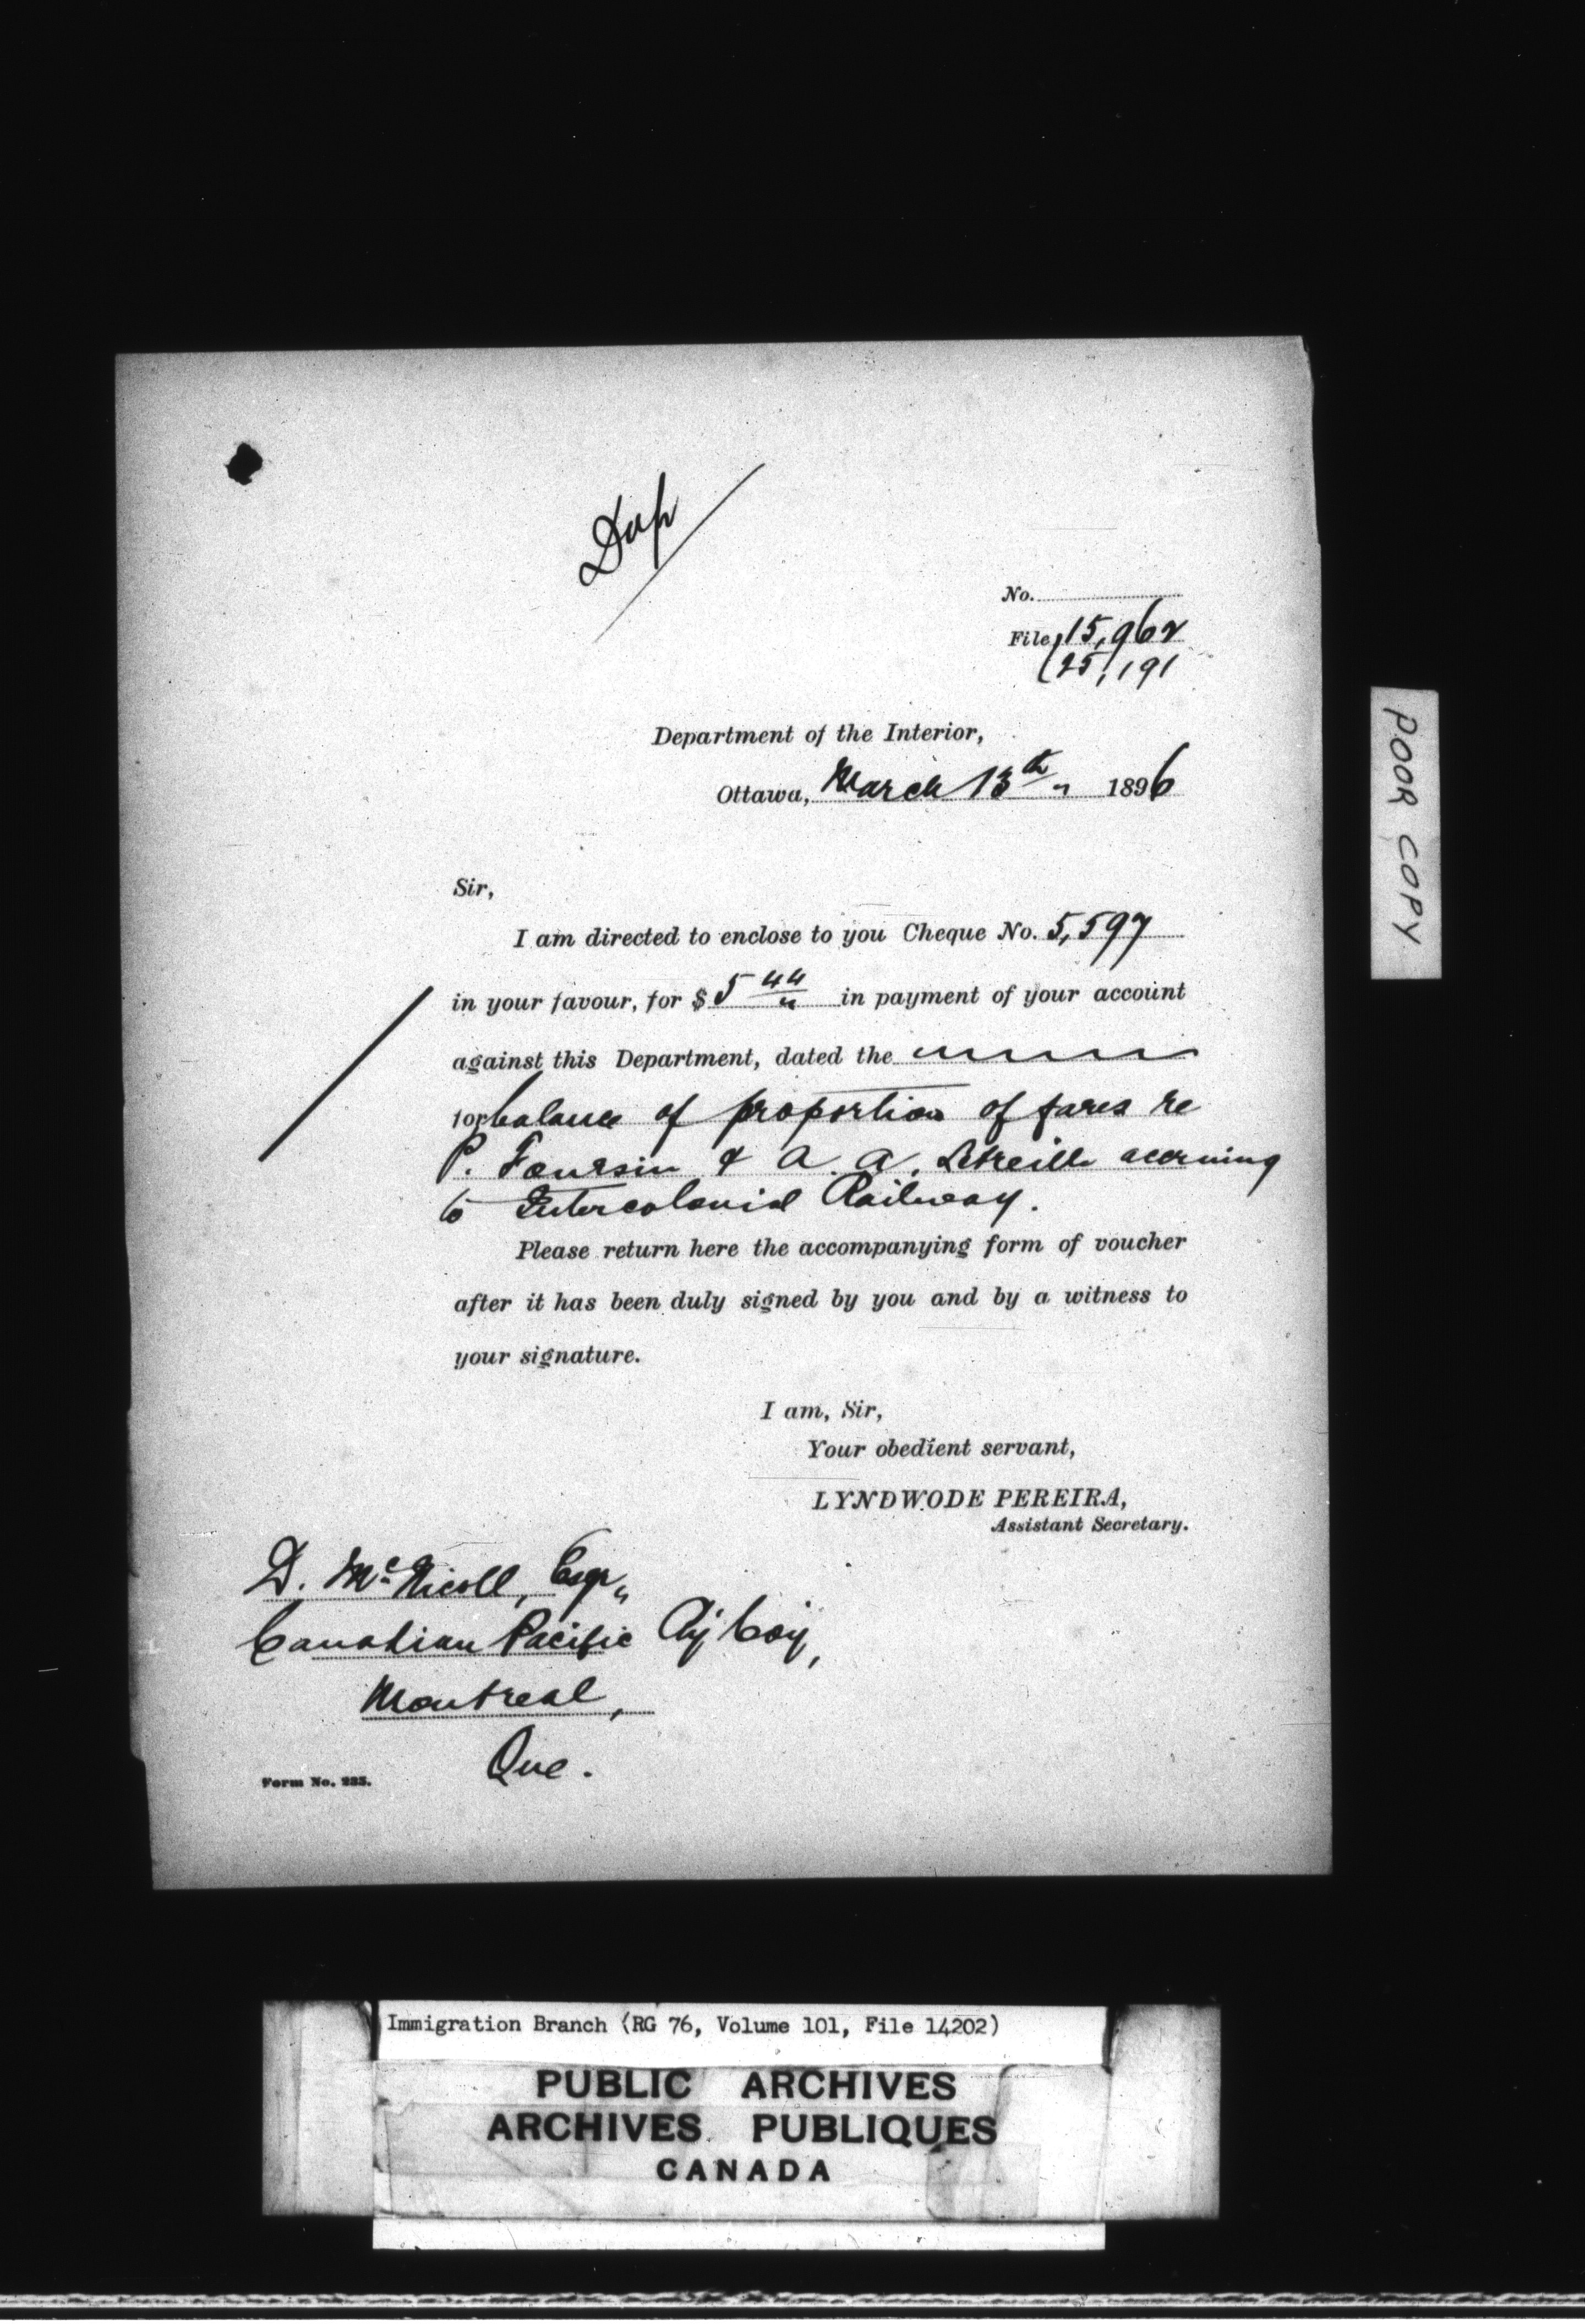 Dup
No.
File 15,962
25,191
Department of the Interior,
Ottawa, March 13th 1896
Sir,
I am directed to enclose to you Cheque No. 5,597
in your favour, for $ 5 44 in payment of your account
against this Department, dated the
for balance of proportion of fares re
P. Foursin & A. A. accruing
to Intercolonial Railway.
Please return here the accompanying form of voucher
after it has been duly signed by you and by a witness to
your signature.
I am, Sir,
Your obedient servant,
LYNDWODE PEREIRA,
Assistant Secretary.
D. McNicoll, Esqr,
Canadian Pacific Ry Coy,
Montreal,
Que.
Form No. 235.
POOR COPY
Immigration Branch (RG 76, Volume 101, File 14202)
PUBLIC ARCHIVES
ARCHIVES PUBLIQUES
CANADA